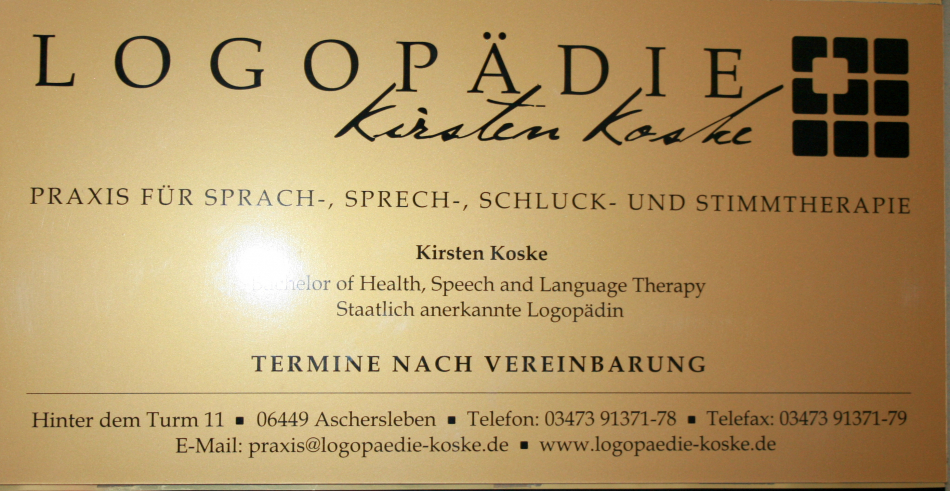 LOGOPÄDIE
Kirsten Koske
PRAXIS FÜR SPRACH-, SPRECH-, SCHLUCK- UND STIMMTHERAPIE
Kirsten Koske
Bachelor of Health, Speech and Language Therapy
Staatlich anerkannte Logopädin
TERMINE NACH VEREINBARUNG
Hinter dem Turm 11 ▪ 06449 Aschersleben ▪ Telefon: 03473 91371-78 ▪ Telefax: 03473 91371-79
E-Mail: praxis@logopaedie-koske.de ▪ www.logopaedie-koske.de